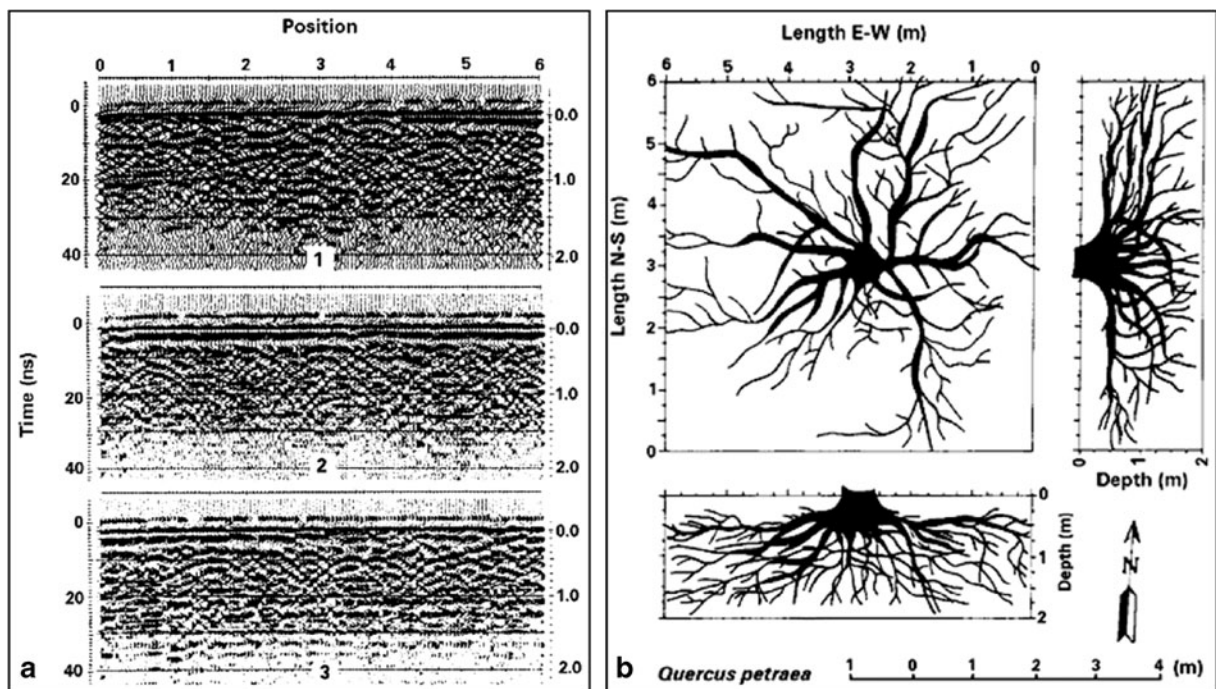 Position
0 1 2 3 4 5 6
Time (ns)
0 0.0
20 1.0
40 2.0
1
0 0.0
20 1.0
40 2.0
2
0 0.0
20 1.0
40 2.0
3
a
Length E-W (m)
6 5 4 3 2 1 0
Length N-S (m)
6
5
4
3
2
1
0
0 1 2
Depth (m)
0
1
2
Depth (m)
N
b
Quercus petraea
1 0 1 2 3 4 (m)